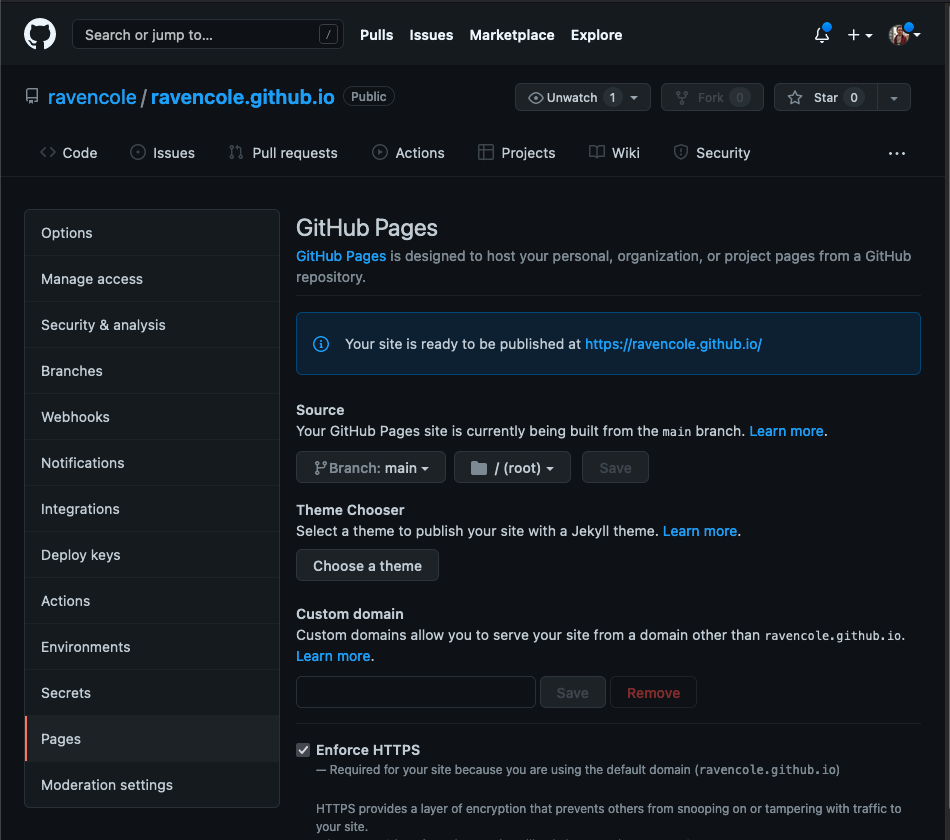 Search or jump to... /
Pulls Issues Marketplace Explore
ravencole / ravencole.github.io Public
Unwatch 1 Fork 0 Star 0
Code Issues Pull requests Actions Projects Wiki Security ...
Options
Manage access
Security & analysis
Branches
Webhooks
Notifications
Integrations
Deploy keys
Actions
Environments
Secrets
Pages
Moderation settings
GitHub Pages
GitHub Pages is designed to host your personal, organization, or project pages from a GitHub
repository.
Your site is ready to be published at https://ravencole.github.io/
Source
Your GitHub Pages site is currently being built from the main branch. Learn more.
Branch: main / (root) Save
Theme Chooser
Select a theme to publish your site with a Jekyll theme. Learn more.
Choose a theme
Custom domain
Custom domains allow you to serve your site from a domain other than ravencole.github.io.
Learn more.
Save Remove
Enforce HTTPS
— Required for your site because you are using the default domain (ravencole.github.io)
HTTPS provides a layer of encryption that prevents others from snooping on or tampering with traffic to
your site.